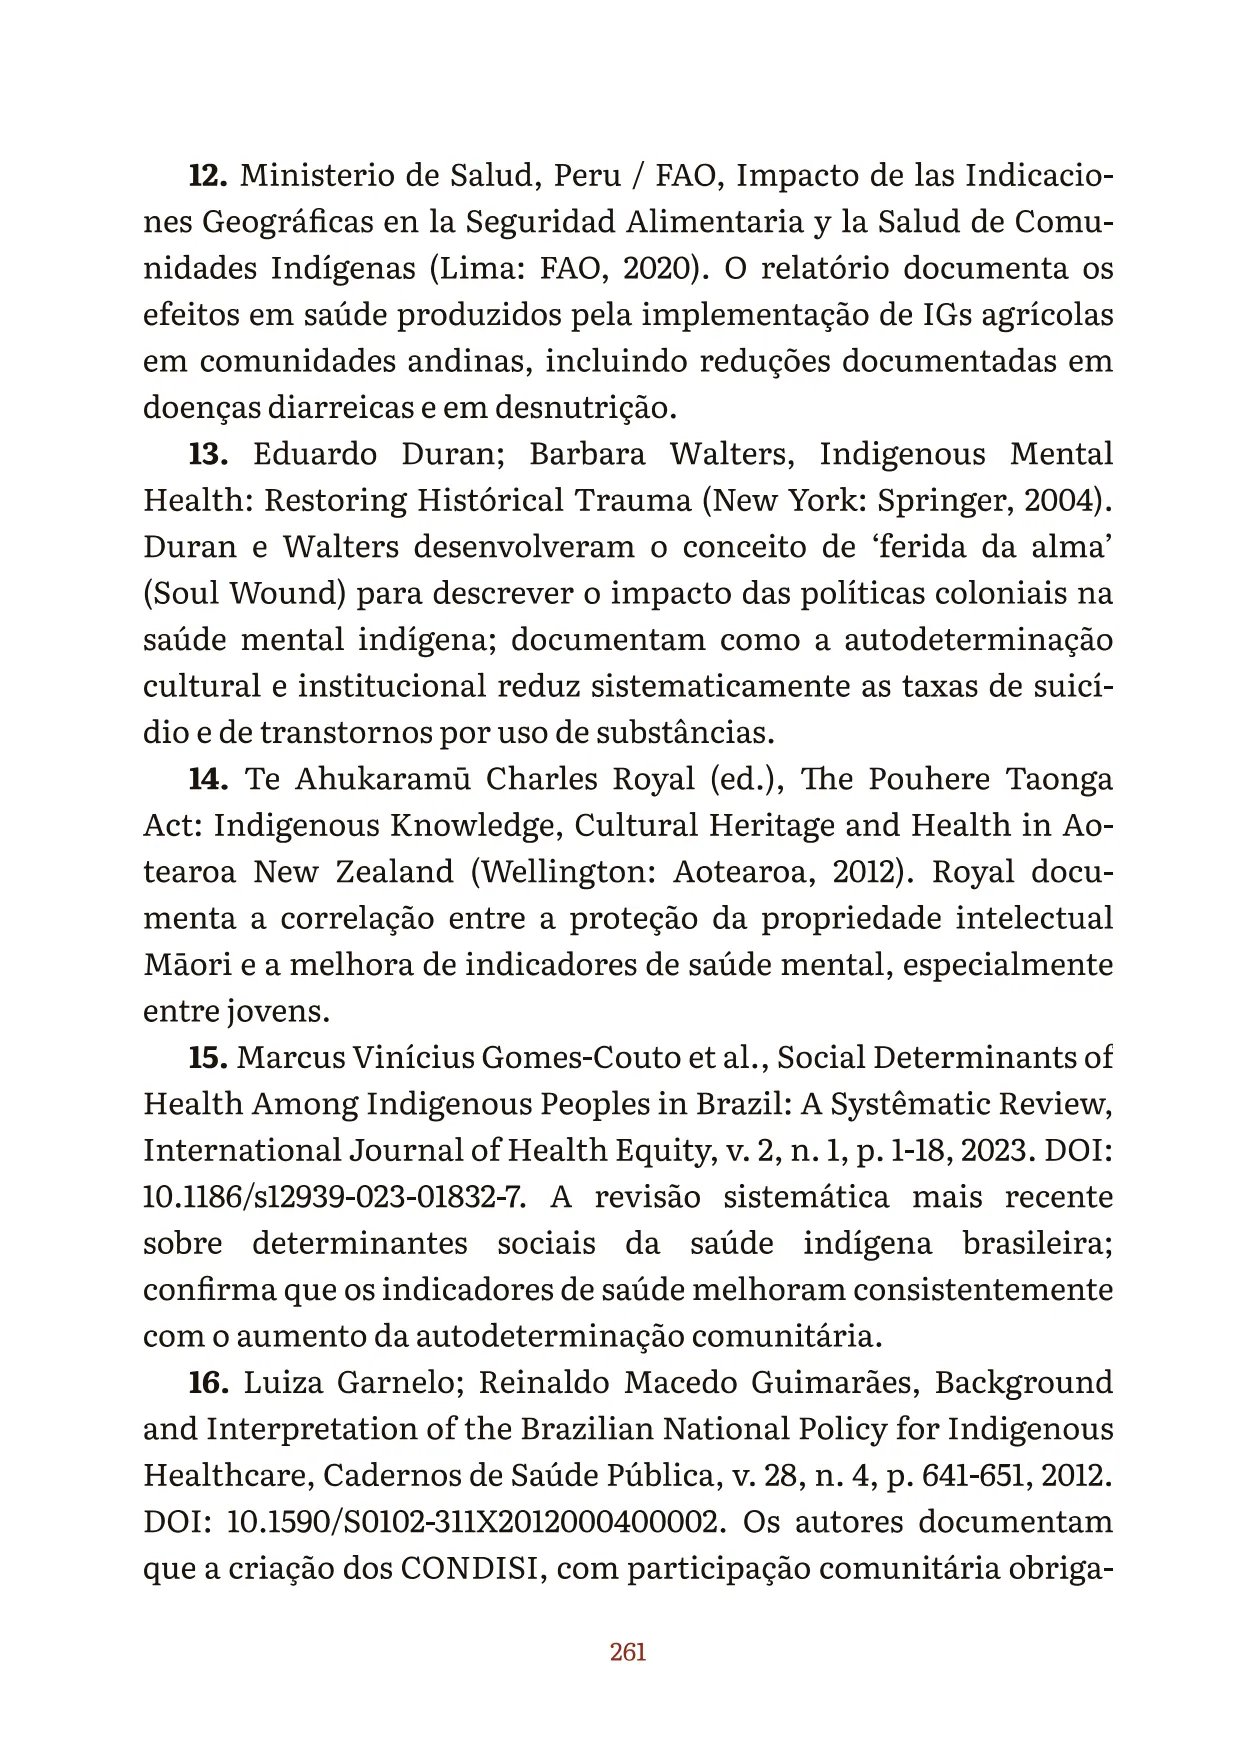 12. Ministerio de Salud, Peru / FAO, Impacto de las Indicacio-
nes Geográficas en la Seguridad Alimentaria y la Salud de Comu-
nidades Indígenas (Lima: FAO, 2020). O relatório documenta os
efeitos em saúde produzidos pela implementação de IGs agrícolas
em comunidades andinas, incluindo reduções documentadas em
doenças diarreicas e em desnutrição.
13. Eduardo Duran; Barbara Walters, Indigenous Mental
Health: Restoring Histórical Trauma (New York: Springer, 2004).
Duran e Walters desenvolveram o conceito de ‘ferida da alma’
(Soul Wound) para descrever o impacto das políticas coloniais na
saúde mental indígena; documentam como a autodeterminação
cultural e institucional reduz sistematicamente as taxas de suicí-
dio e de transtornos por uso de substâncias.
14. Te Ahukaramū Charles Royal (ed.), The Pouhere Taonga
Act: Indigenous Knowledge, Cultural Heritage and Health in Ao-
tearoa New Zealand (Wellington: Aotearoa, 2012). Royal docu-
menta a correlação entre a proteção da propriedade intelectual
Māori e a melhora de indicadores de saúde mental, especialmente
entre jovens.
15. Marcus Vinícius Gomes-Couto et al., Social Determinants of
Health Among Indigenous Peoples in Brazil: A Systêmatic Review,
International Journal of Health Equity, v. 2, n. 1, p. 1-18, 2023. DOI:
10.1186/s12939-023-01832-7. A revisão sistemática mais recente
sobre determinantes sociais da saúde indígena brasileira;
confirma que os indicadores de saúde melhoram consistentemente
com o aumento da autodeterminação comunitária.
16. Luiza Garnelo; Reinaldo Macedo Guimarães, Background
and Interpretation of the Brazilian National Policy for Indigenous
Healthcare, Cadernos de Saúde Pública, v. 28, n. 4, p. 641-651, 2012.
DOI: 10.1590/S0102-311X2012000400002. Os autores documentam
que a criação dos CONDISI, com participação comunitária obriga-
261